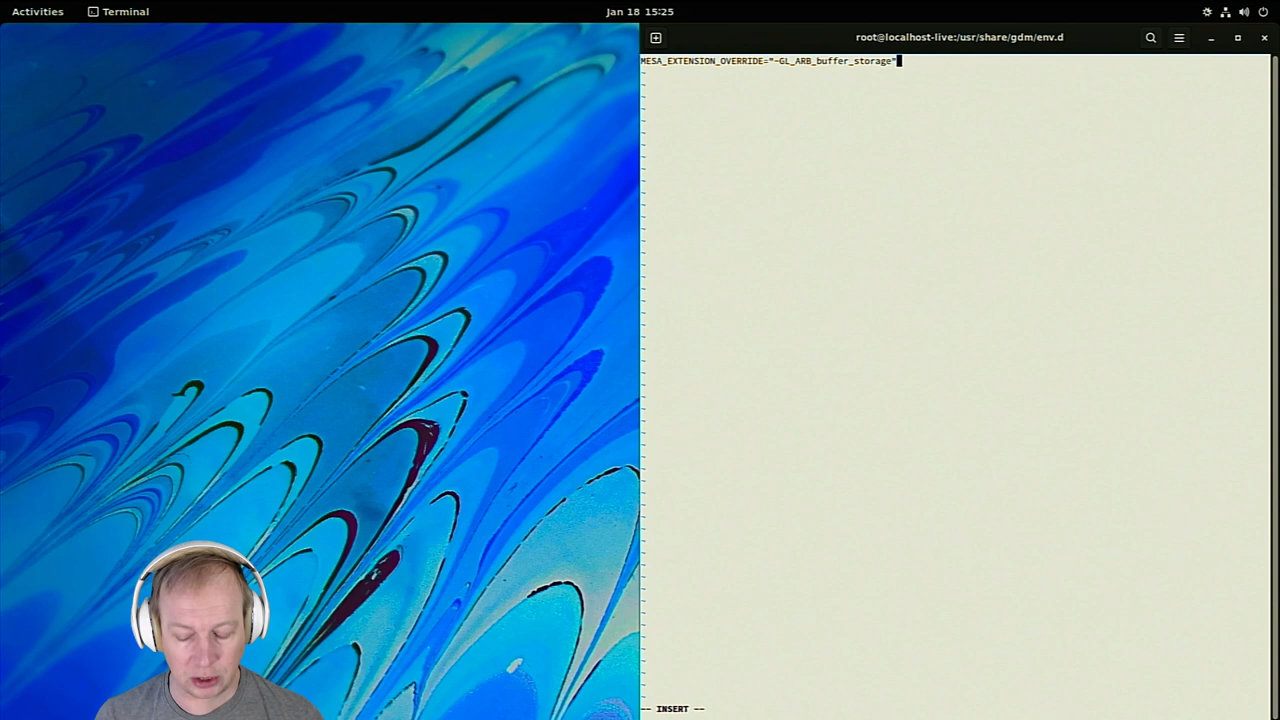 Activities
Terminal
Jan 18 15:25
root@localhost-live:/usr/share/gdm/env.d
MESA_EXTENSION_OVERRIDE="-GL_ARB_buffer_storage"
-- INSERT --